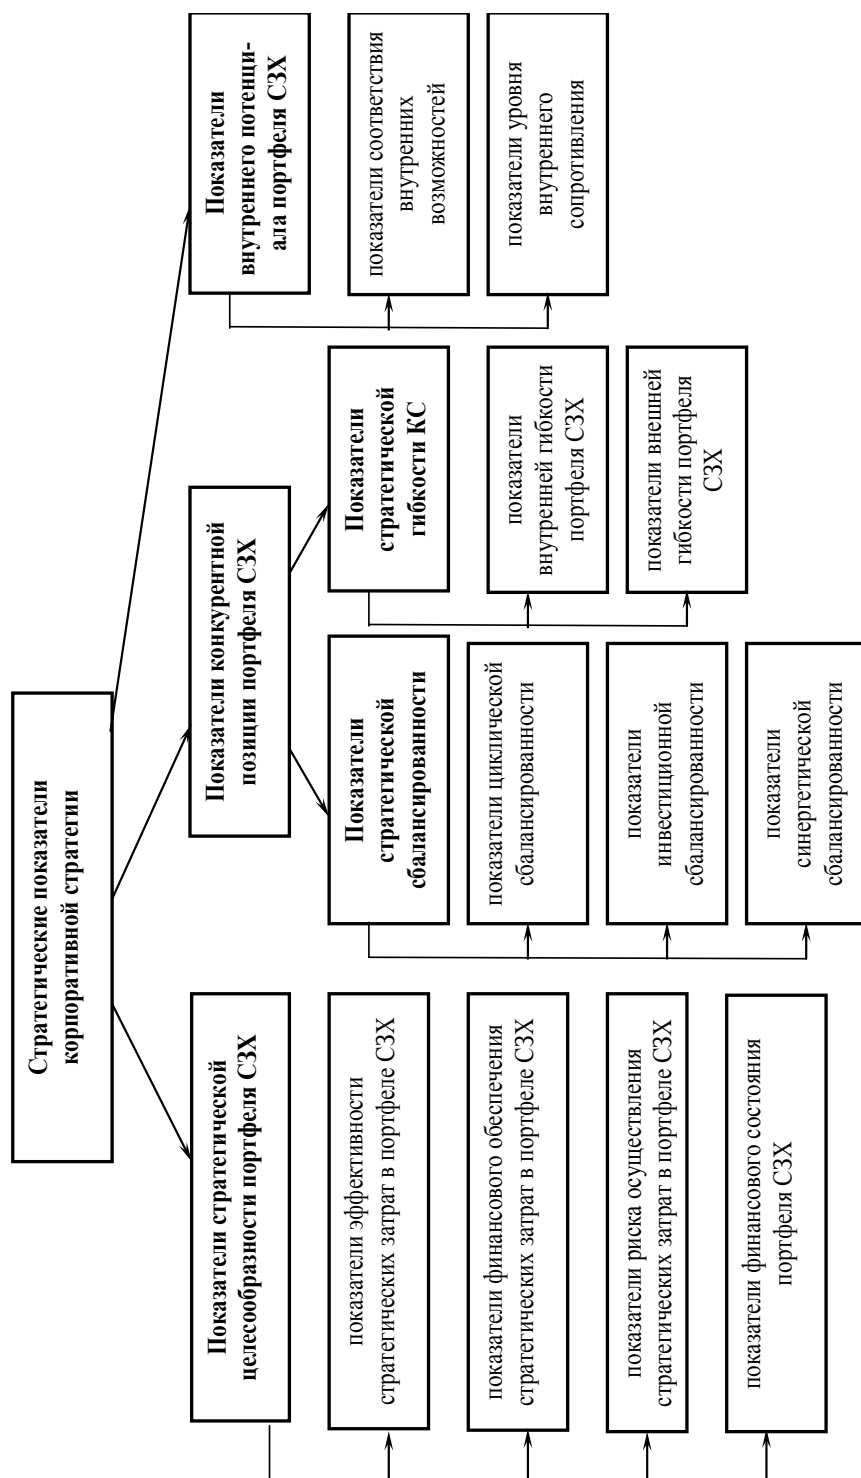 Стратегические показатели
корпоративной стратегии
Показатели стратегической
целесообразности портфеля СЗХ
показатели эффективности
стратегических затрат в портфеле СЗХ
показатели финансового обеспечения
стратегических затрат в портфеле СЗХ
показатели риска осуществления
стратегических затрат в портфеле СЗХ
показатели финансового состояния
портфеля СЗХ
Показатели конкурентной
позиции портфеля СЗХ
Показатели
стратегической
сбалансированности
показатели циклической
сбалансированности
показатели
инвестиционной
сбалансированности
показатели
синергетической
сбалансированности
Показатели
стратегической
гибкости КС
показатели
внутренней гибкости
портфеля СЗХ
показатели внешней
гибкости портфеля
СЗХ
Показатели
внутреннего потенци-
ала портфеля СЗХ
показатели соответствия
внутренних
возможностей
показатели уровня
внутреннего
сопротивления